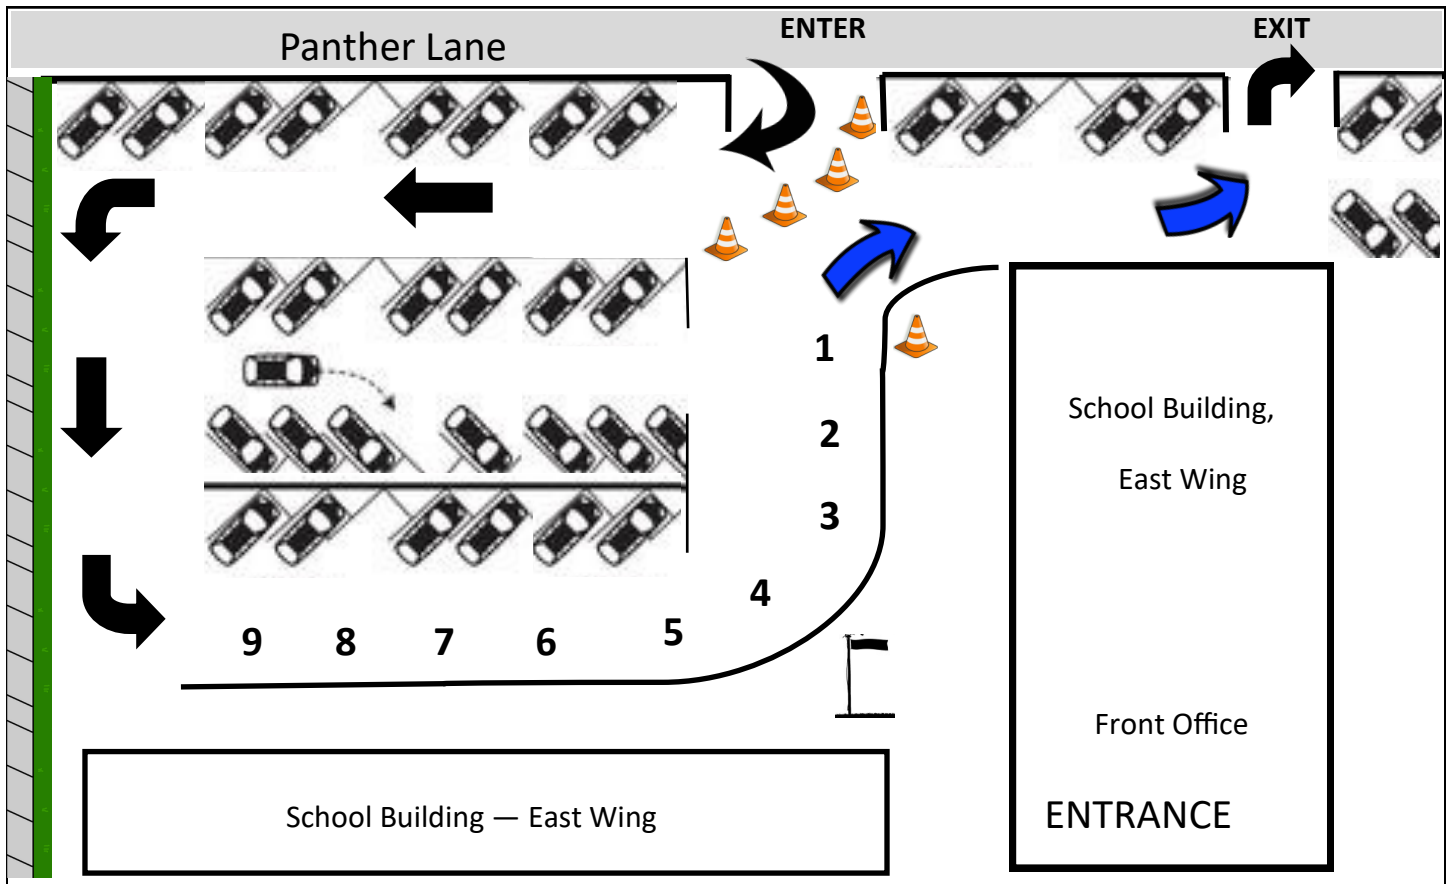 Panther Lane
ENTER
EXIT
1
2
3
4
5
6
7
8
9
School Building,
East Wing
Front Office
ENTRANCE
School Building — East Wing